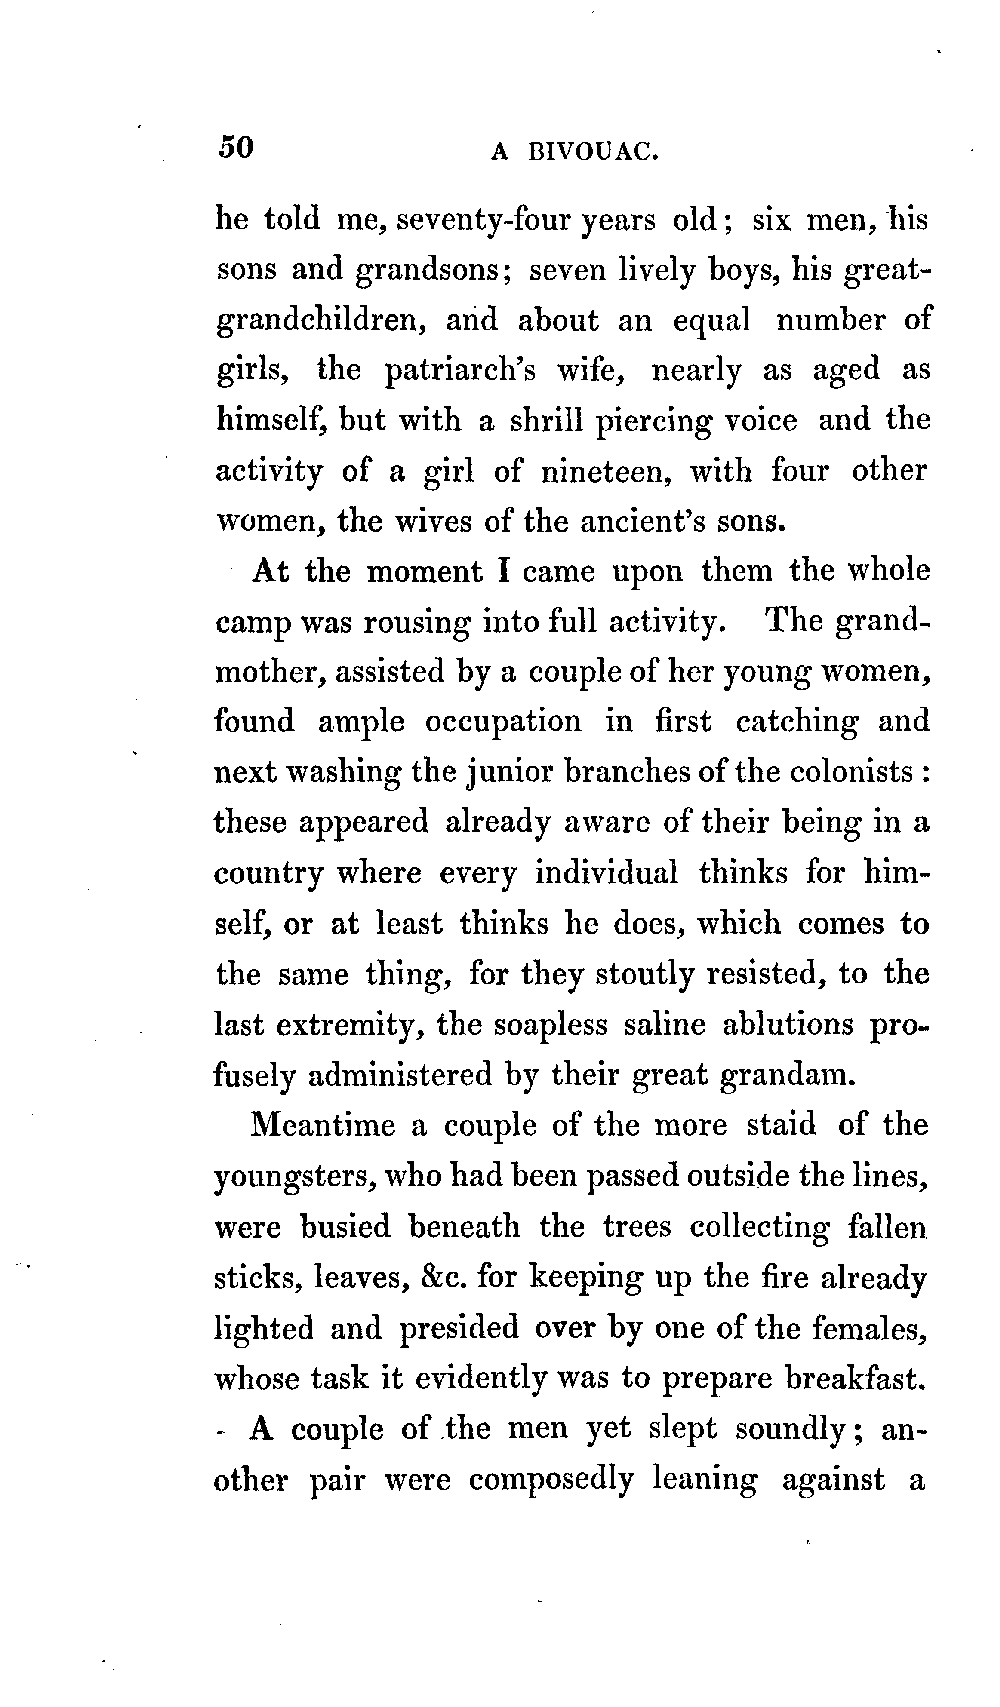 50 A BIVOUAC.
he told me, seventy-four years old; six men, his
sons and grandsons; seven lively boys, his great-
grandchildren, and about an equal number of
girls, the patriarch's wife, nearly as aged as
himself, but with a shrill piercing voice and the
activity of a girl of nineteen, with four other
women, the wives of the ancient's sons.
At the moment I came upon them the whole
camp was rousing into full activity. The grand-
mother, assisted by a couple of her young women,
found ample occupation in first catching and
next washing the junior branches of the colonists :
these appeared already aware of their being in a
country where every individual thinks for him-
self, or at least thinks he does, which comes to
the same thing, for they stoutly resisted, to the
last extremity, the soapless saline ablutions pro-
fusely administered by their great grandam.
Meantime a couple of the more staid of the
youngsters, who had been passed outside the lines,
were busied beneath the trees collecting fallen
sticks, leaves, &c. for keeping up the fire already
lighted and presided over by one of the females,
whose task it evidently was to prepare breakfast.
A couple of the men yet slept soundly; an-
other pair were composedly leaning against a